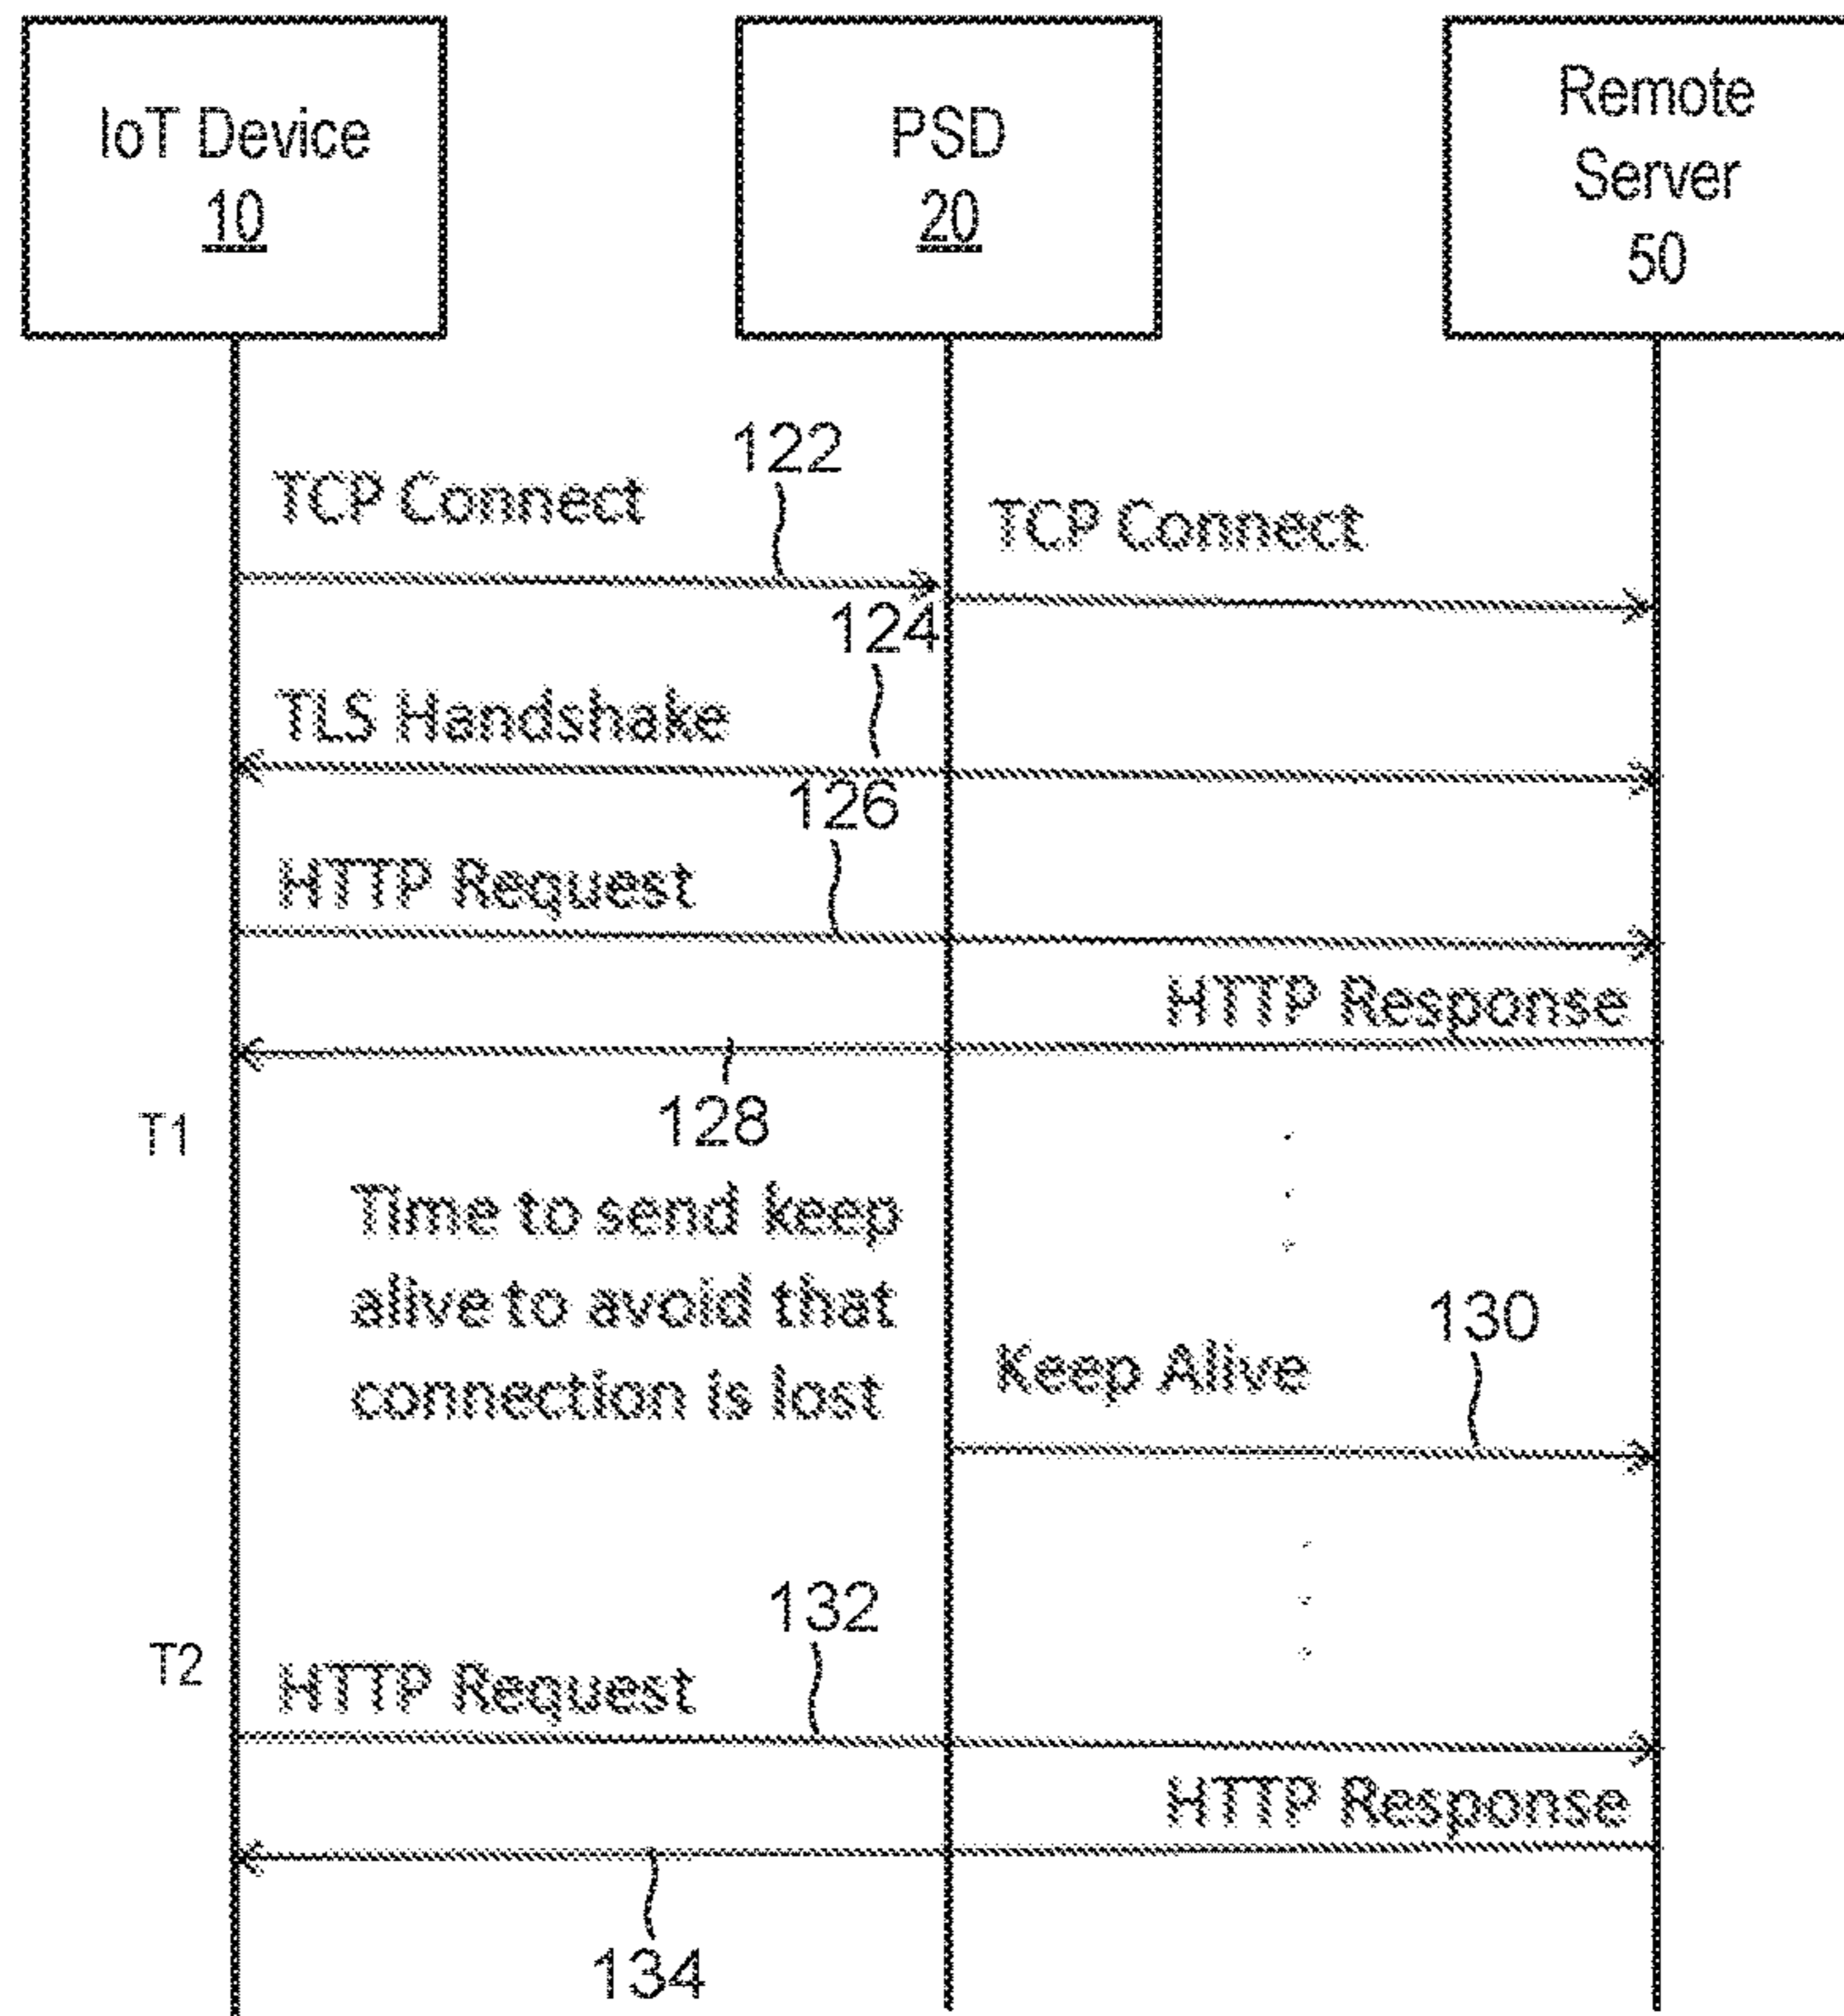 IoT Device
10
PSD
20
Remote
Server
50
122
TCP Connect
TCP Connect
124
TLS Handshake
126
HTTP Request
HTTP Response
128
T1
Time to send keep
alive to avoid that
connection is lost
130
Keep Alive
132
T2
HTTP Request
HTTP Response
134